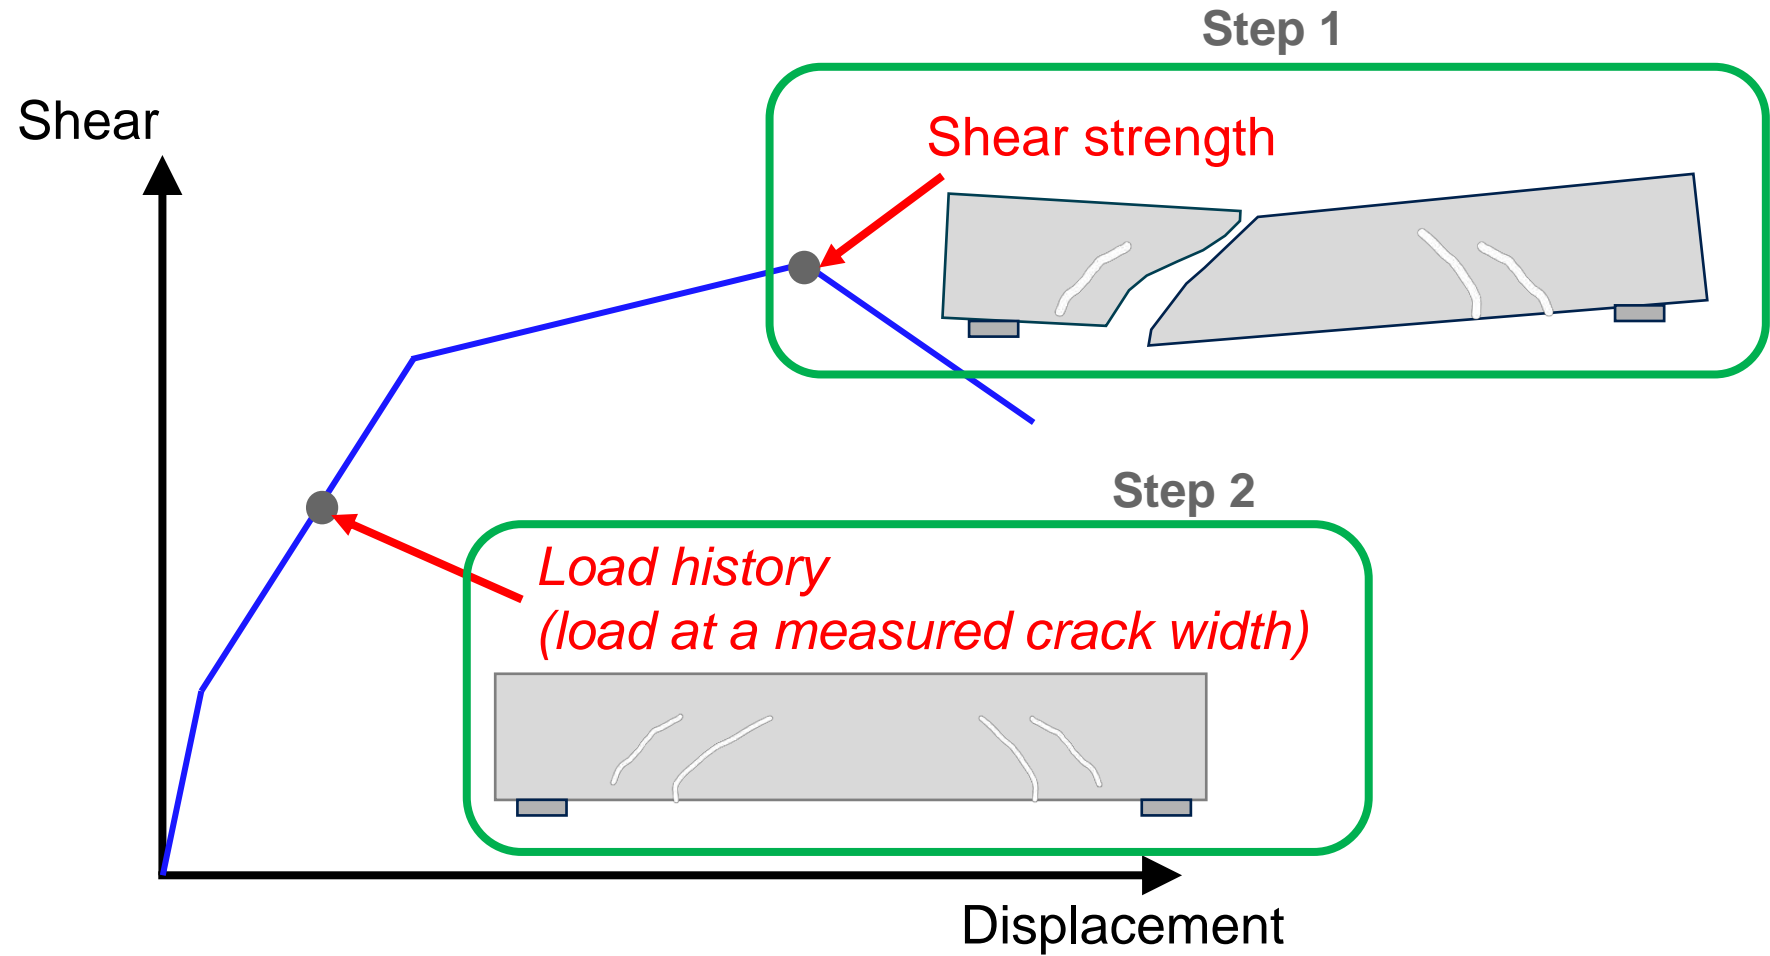 Step 1
Shear
Shear strength
Step 2
Load history
(load at a measured crack width)
Displacement